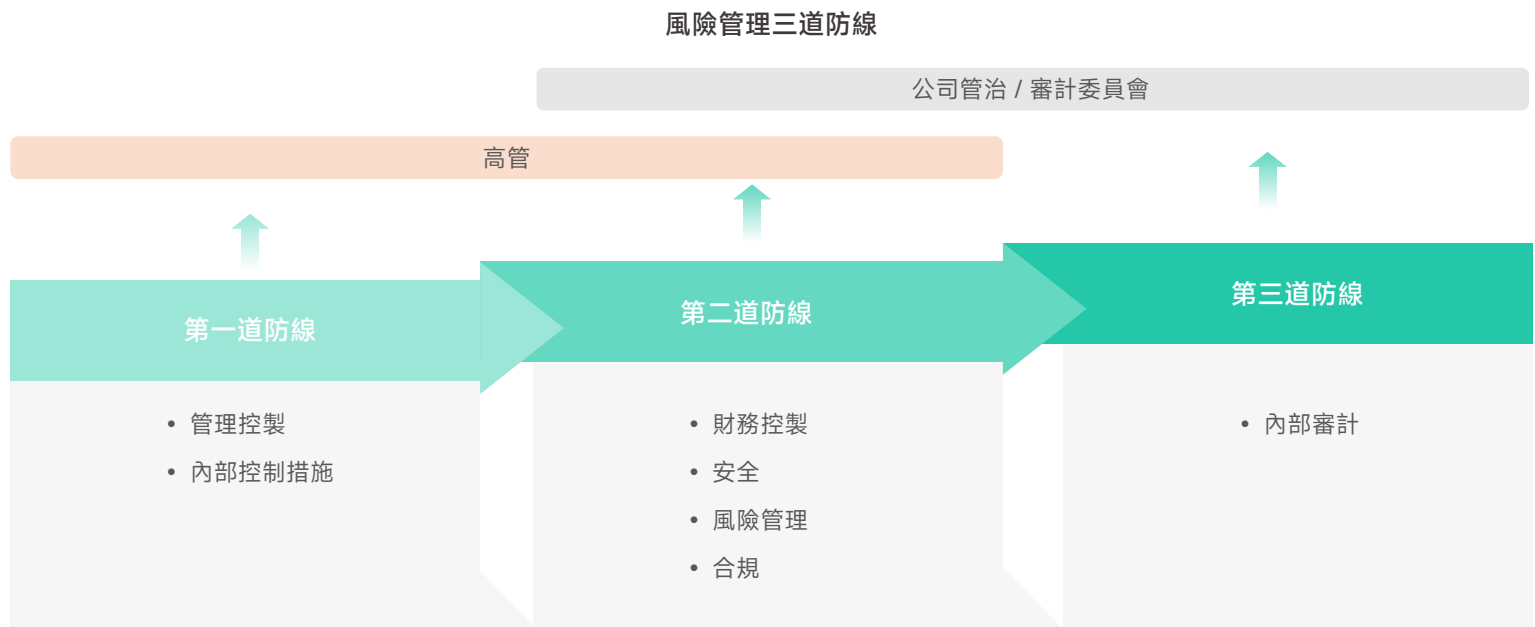 風險管理三道防線
公司管治 / 審計委員會
高管
第一道防線
• 管理控製
• 內部控制措施
第二道防線
• 財務控製
• 安全
• 風險管理
• 合規
第三道防線
• 內部審計